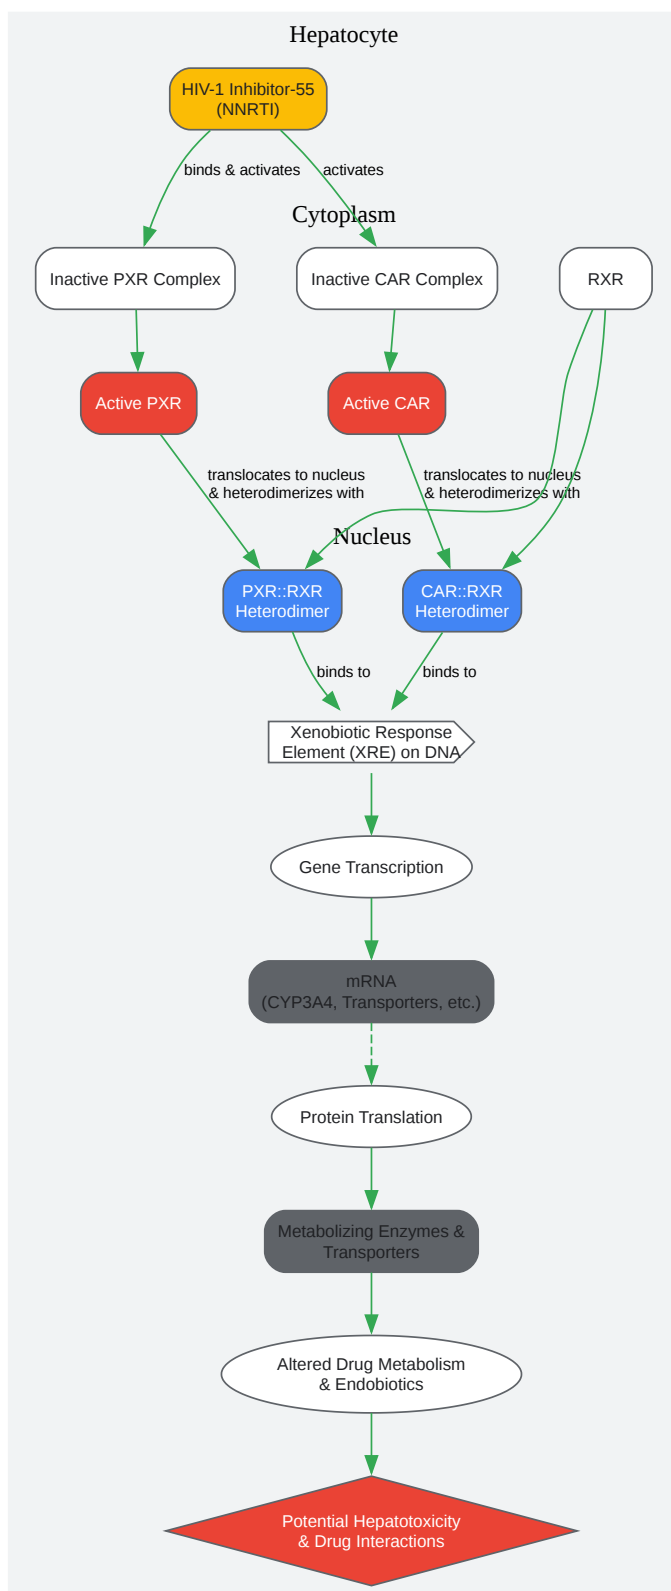 Hepatocyte
HIV-1 Inhibitor-55
(NNRTI)
binds & activates
activates
Cytoplasm
Inactive PXR Complex
Inactive CAR Complex
RXR
Active PXR
Active CAR
translocates to nucleus
& heterodimerizes with
translocates to nucleus
& heterodimerizes with
Nucleus
PXR::RXR
Heterodimer
CAR::RXR
Heterodimer
binds to
binds to
Xenobiotic Response
Element (XRE) on DNA
Gene Transcription
mRNA
(CYP3A4, Transporters, etc.)
Protein Translation
Metabolizing Enzymes &
Transporters
Altered Drug Metabolism
& Endobiotics
Potential Hepatotoxicity
& Drug Interactions